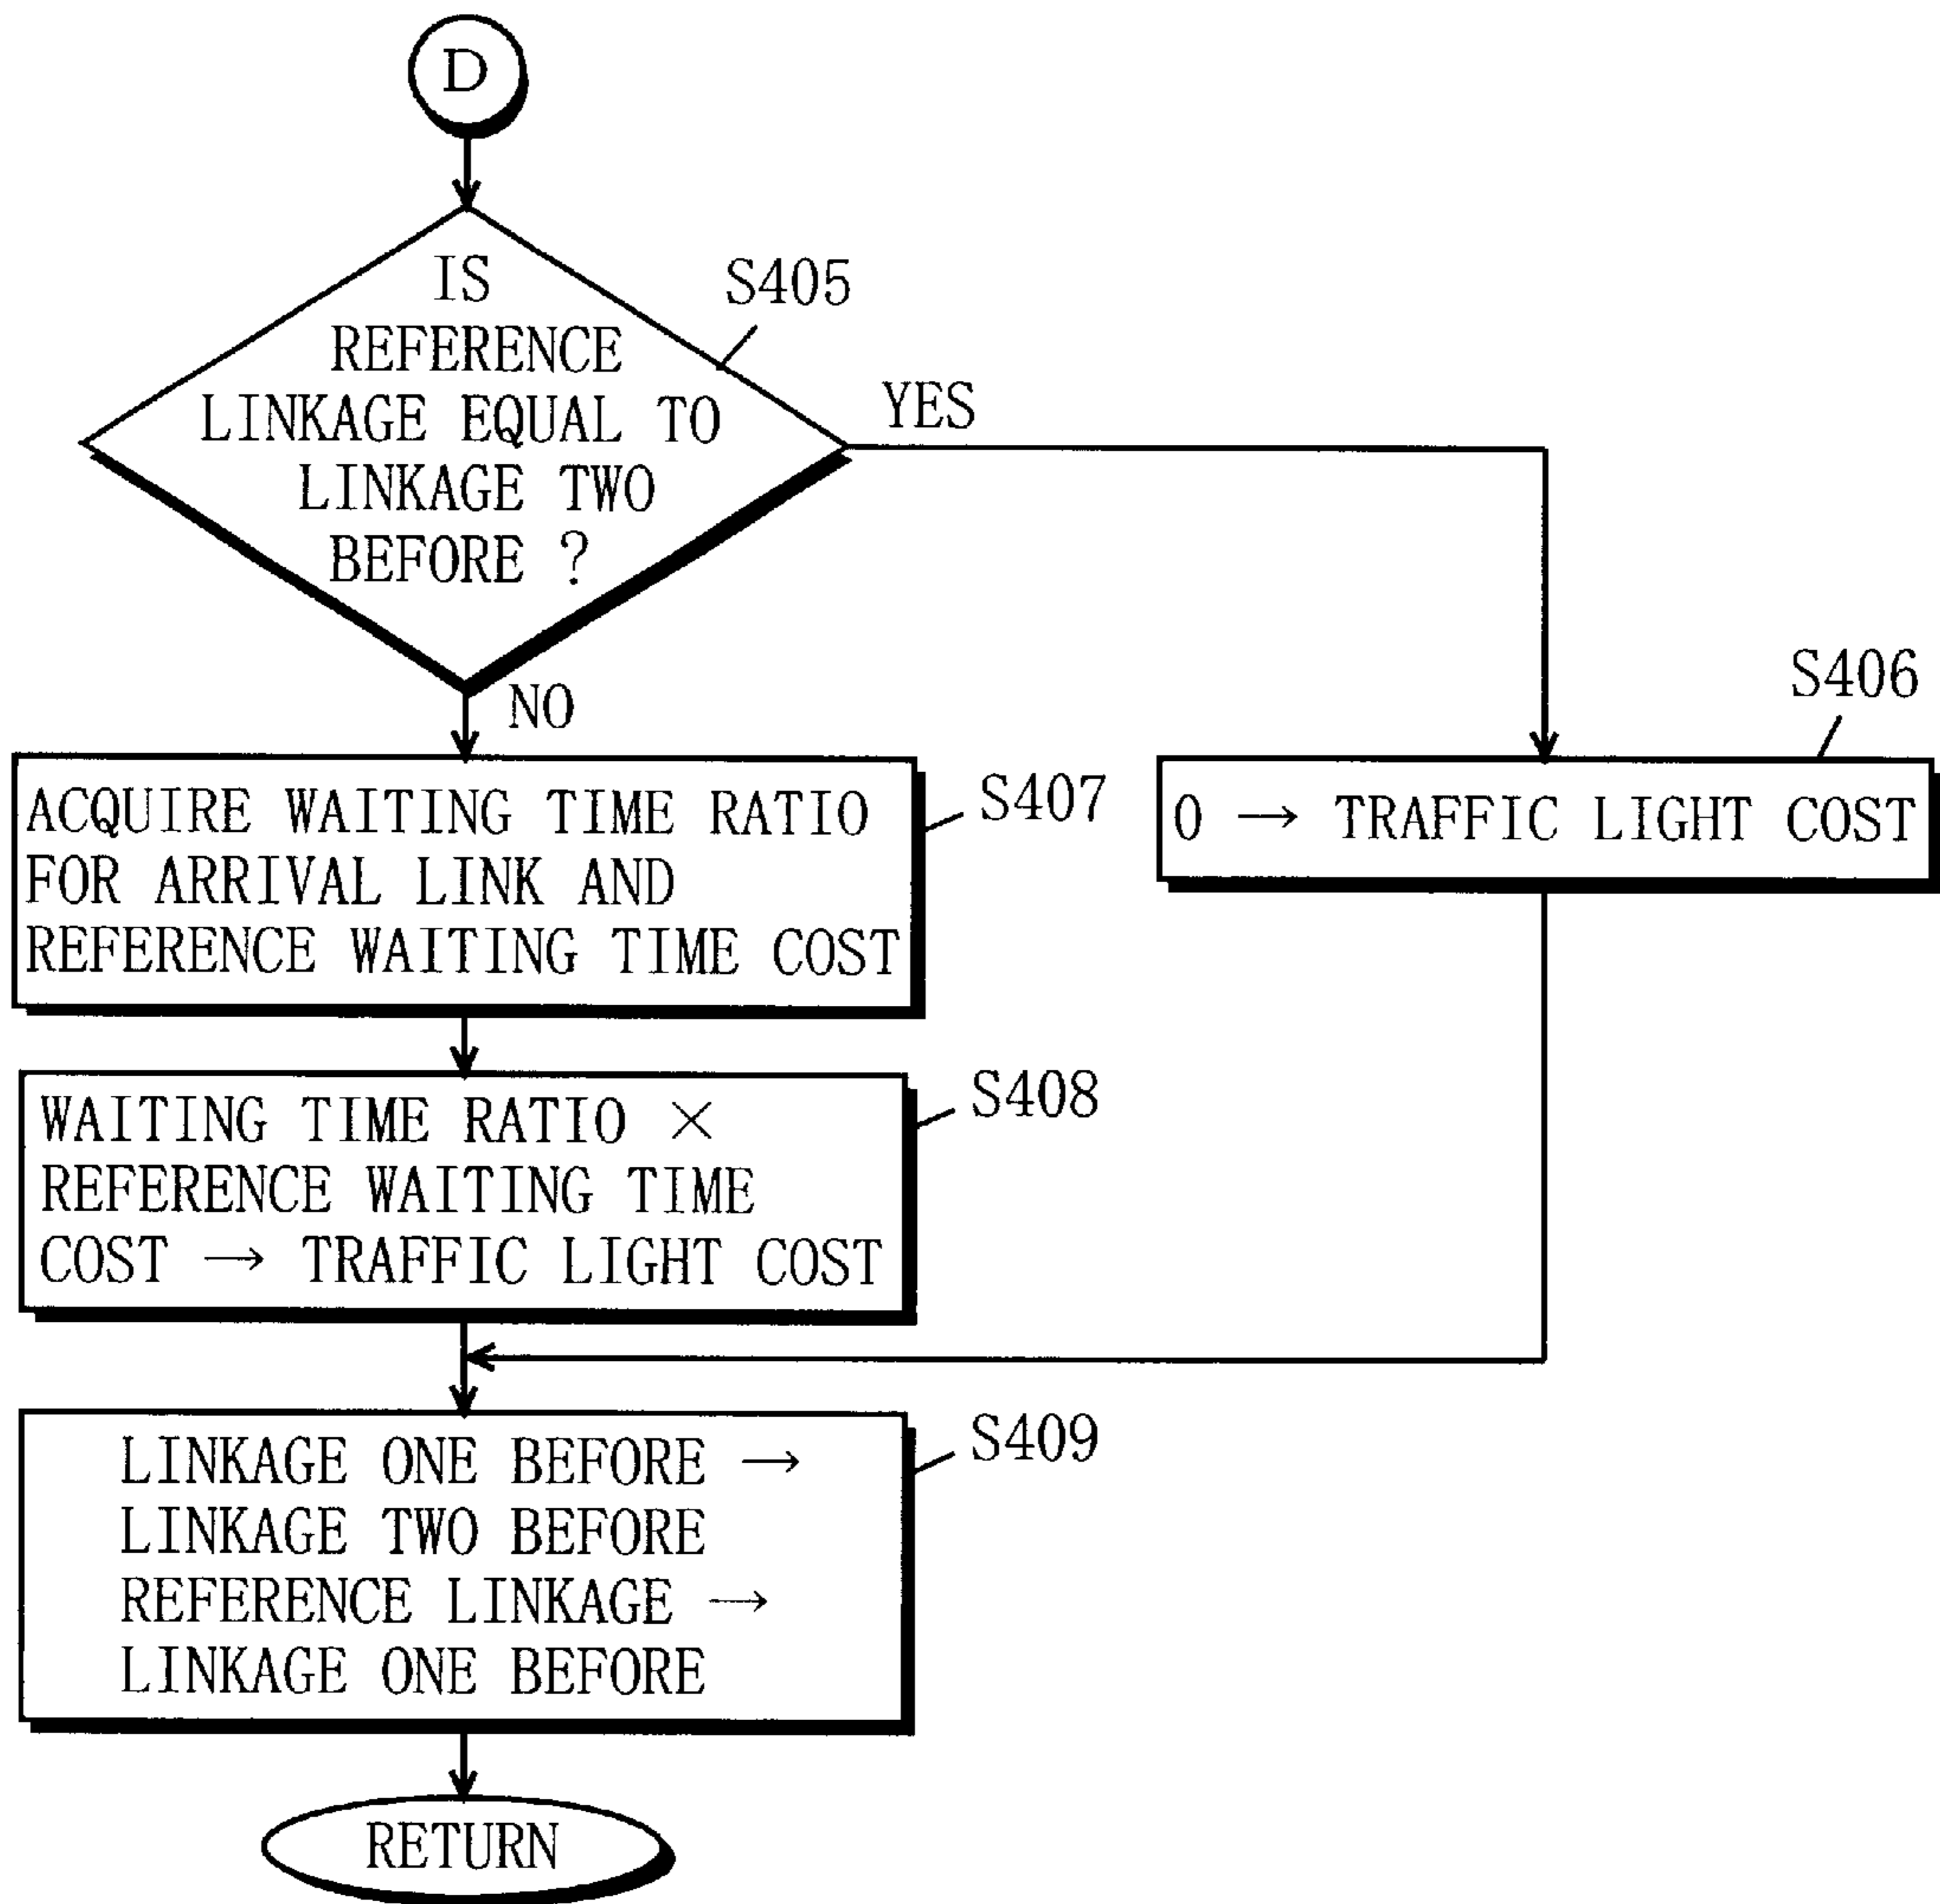 D
IS
REFERENCE
LINKAGE EQUAL TO
LINKAGE TWO
BEFORE ?
S405
YES
NO
S406
0 → TRAFFIC LIGHT COST
ACQUIRE WAITING TIME RATIO
FOR ARRIVAL LINK AND
REFERENCE WAITING TIME COST
S407
WAITING TIME RATIO ×
REFERENCE WAITING TIME
COST → TRAFFIC LIGHT COST
S408
LINKAGE ONE BEFORE →
LINKAGE TWO BEFORE
REFERENCE LINKAGE →
LINKAGE ONE BEFORE
S409
RETURN